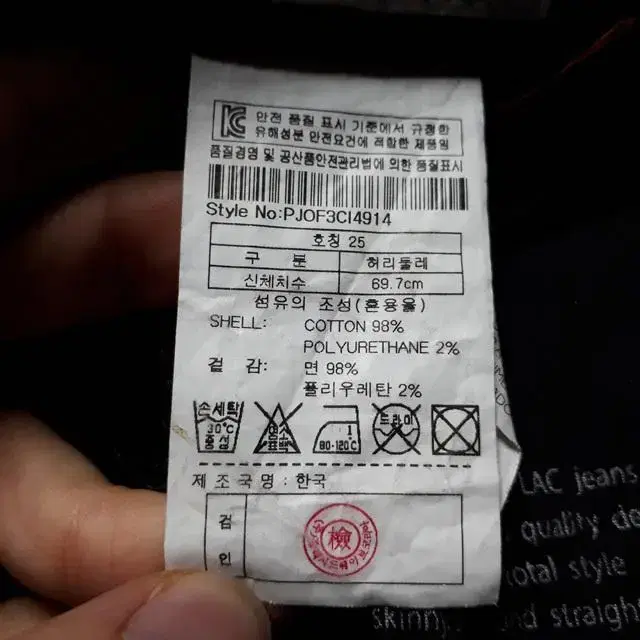 안전 품질 표시 기준에서 규정한
유해성분 안전요건에 적합한 제품임
품질경영 및 공산품안전관리법에 의한 품질표시
Style No:PJOF3CI4914
호칭 25
구 분 허리둘레
신체치수 69.7cm
섬유의 조성(혼용율)
SHELL: COTTON 98%
POLYURETHANE 2%
겉 감: 면 98%
폴리우레탄 2%
손세탁
30℃
중성
80-120℃
드라이
제 조 국 명 : 한국
검
인
檢
LAC jeans
quality de
total style
skinn
nd straight